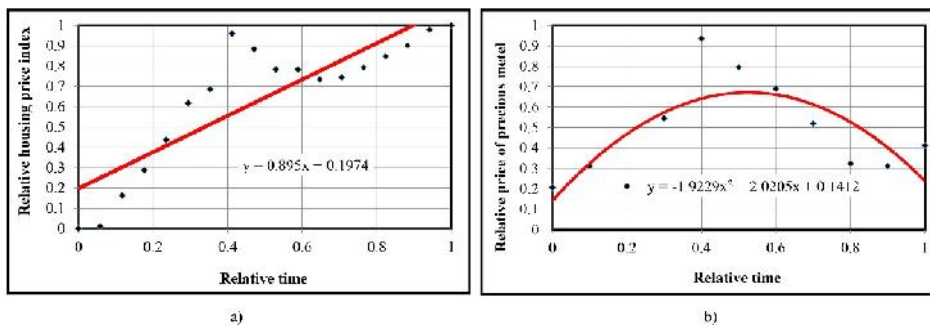 Relative housing price index
1
0.9
0.8
0.7
0.6
0.5
0.4
0.3
0.2
0.1
0
y = 0.895x – 0.1974
0 0.2 0.4 0.6 0.8 1
Relative time
a)
Relative price of precious metel
1
0.9
0.8
0.7
0.6
0.5
0.4
0.3
0.2
0.1
0
y = -1.9229x² 2.0205x + 0.1412
0 0.2 0.4 0.6 0.8 1
Relative time
b)